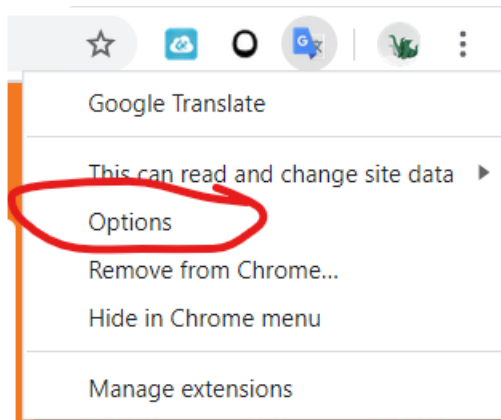 Google Translate
This can read and change site data
Options
Remove from Chrome...
Hide in Chrome menu
Manage extensions